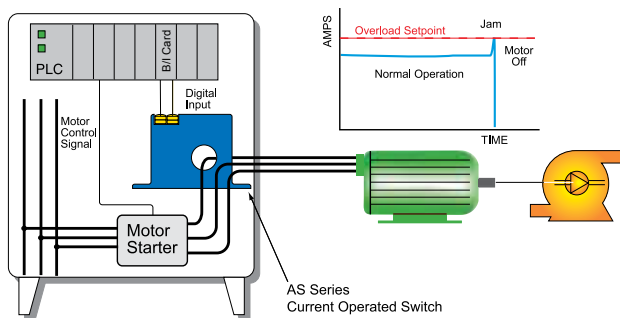 PLC
B/I Card
Digital
Input
Motor
Control
Signal
Motor
Starter
AS Series
Current Operated Switch
AMPS
Overload Setpoint
Jam
Motor
Off
Normal Operation
TIME